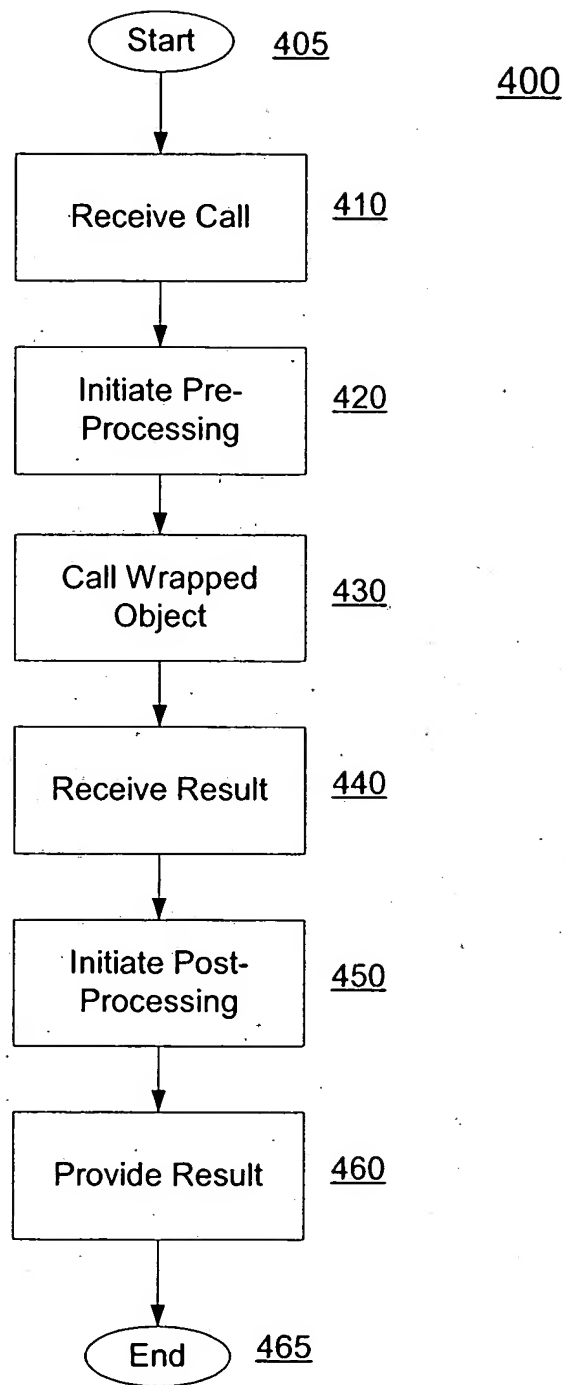 Start
405
400
Receive Call
410
Initiate Pre-
Processing
420
Call Wrapped
Object
430
Receive Result
440
Initiate Post-
Processing
450
Provide Result
460
End
465